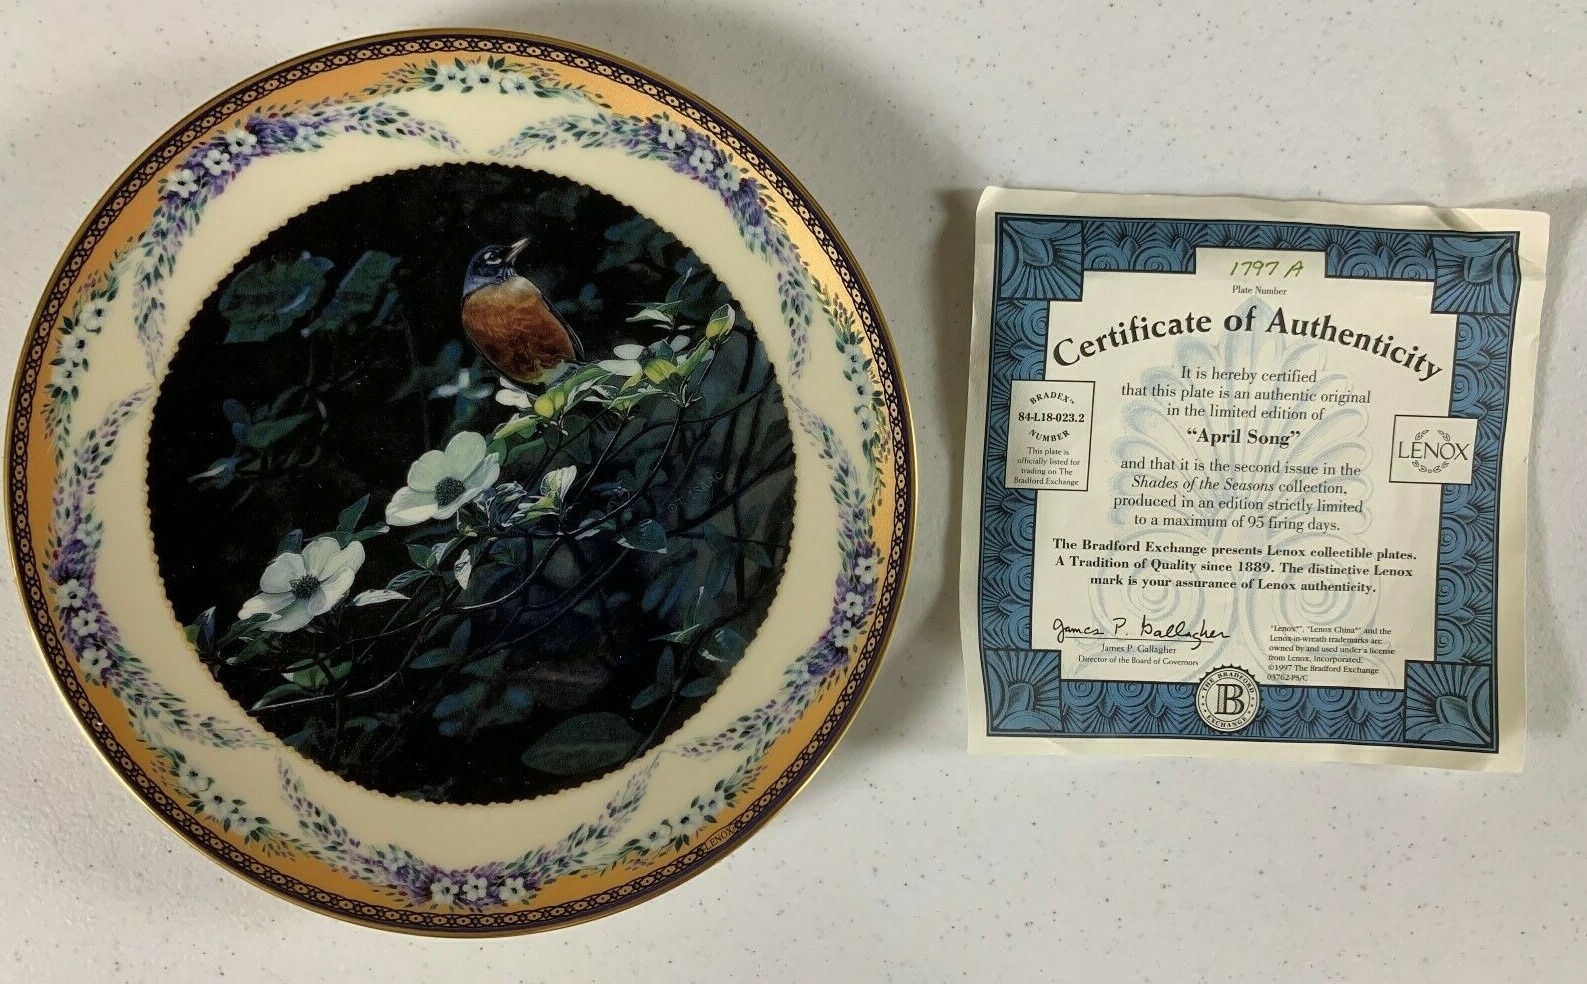 LENOX
1797 A
Plate Number
Certificate of Authenticity
It is hereby certified
that this plate is an authentic original
in the limited edition of
“April Song”
and that it is the second issue in the
Shades of the Seasons collection,
produced in an edition strictly limited
to a maximum of 95 firing days.
BRADEX™
84-L18-023.2
NUMBER
This plate is
officially listed for
trading on The
Bradford Exchange
LENOX
The Bradford Exchange presents Lenox collectible plates.
A Tradition of Quality since 1889. The distinctive Lenox
mark is your assurance of Lenox authenticity.
James P. Gallagher
James P. Gallagher
Director of the Board of Governors
"Lenox®", "Lenox China®" and the
Lenox-in-wreath trademarks are
owned by and used under a license
from Lenox, Incorporated.
©1997 The Bradford Exchange
03762-PS/C
THE BRADFORD
B
EXCHANGE